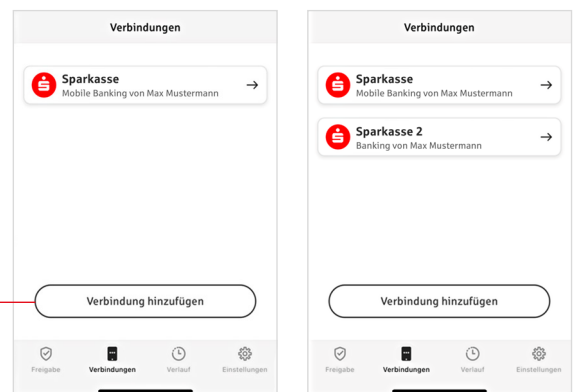 Verbindungen
Sparkasse
Mobile Banking von Max Mustermann
Verbindung hinzufügen
Freigabe
Verbindungen
Verlauf
Einstellungen
Verbindungen
Sparkasse
Mobile Banking von Max Mustermann
Sparkasse 2
Banking von Max Mustermann
Verbindung hinzufügen
Freigabe
Verbindungen
Verlauf
Einstellungen